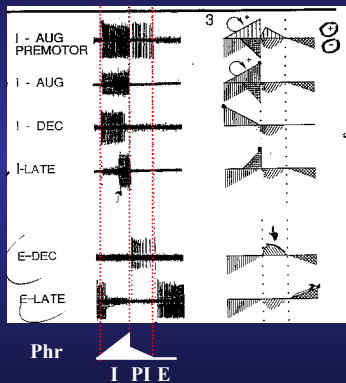 3
I - AUG
PREMOTOR
I - AUG
I - DEC
I-LATE
E-DEC
E-LATE
Phr
I PI E